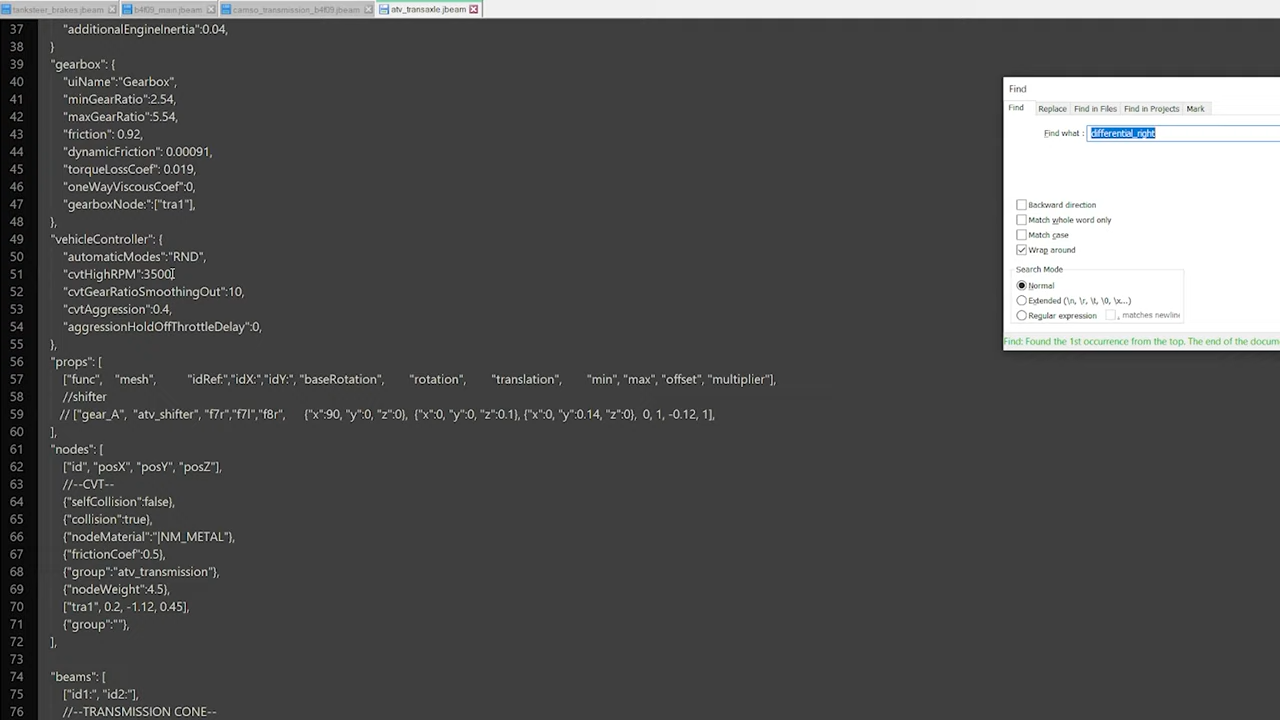 tanksteer_brakes.jbeam b4f09_main.jbeam camso_transmission_b4f09.jbeam atv_transaxle.jbeam
37 "additionalEngineInertia":0.04,
38 }
39 "gearbox": {
40 "uiName":"Gearbox",
41 "minGearRatio":2.54,
42 "maxGearRatio":5.54,
43 "friction": 0.92,
44 "dynamicFriction": 0.00091,
45 "torqueLossCoef": 0.019,
46 "oneWayViscousCoef":0,
47 "gearboxNode:":["tra1"],
48 },
49 "vehicleController": {
50 "automaticModes":"RND",
51 "cvtHighRPM":3500,
52 "cvtGearRatioSmoothingOut":10,
53 "cvtAggression":0.4,
54 "aggressionHoldOffThrottleDelay":0,
55 },
56 "props": [
57 ["func", "mesh", "idRef:","idX:","idY:", "baseRotation", "rotation", "translation", "min", "max", "offset", "multiplier"],
58 //shifter
59 // ["gear_A", "atv_shifter", "f7r","f7l","f8r", {"x":90, "y":0, "z":0}, {"x":0, "y":0, "z":0.1}, {"x":0, "y":0.14, "z":0}, 0, 1, -0.12, 1],
60 ],
61 "nodes": [
62 ["id", "posX", "posY", "posZ"],
63 //--CVT--
64 {"selfCollision":false},
65 {"collision":true},
66 {"nodeMaterial":"|NM_METAL"},
67 {"frictionCoef":0.5},
68 {"group":"atv_transmission"},
69 {"nodeWeight":4.5},
70 ["tra1", 0.2, -1.12, 0.45],
71 {"group":""},
72 ],
73
74 "beams": [
75 ["id1:", "id2:"],
76 //--TRANSMISSION CONE--
Find
Find Replace Find in Files Find in Projects Mark
Find what : differential_right
Backward direction
Match whole word only
Match case
Wrap around
Search Mode
Normal
Extended (\n, \r, \t, \0, \x...)
Regular expression . matches newline
Find: Found the 1st occurrence from the top. The end of the docum